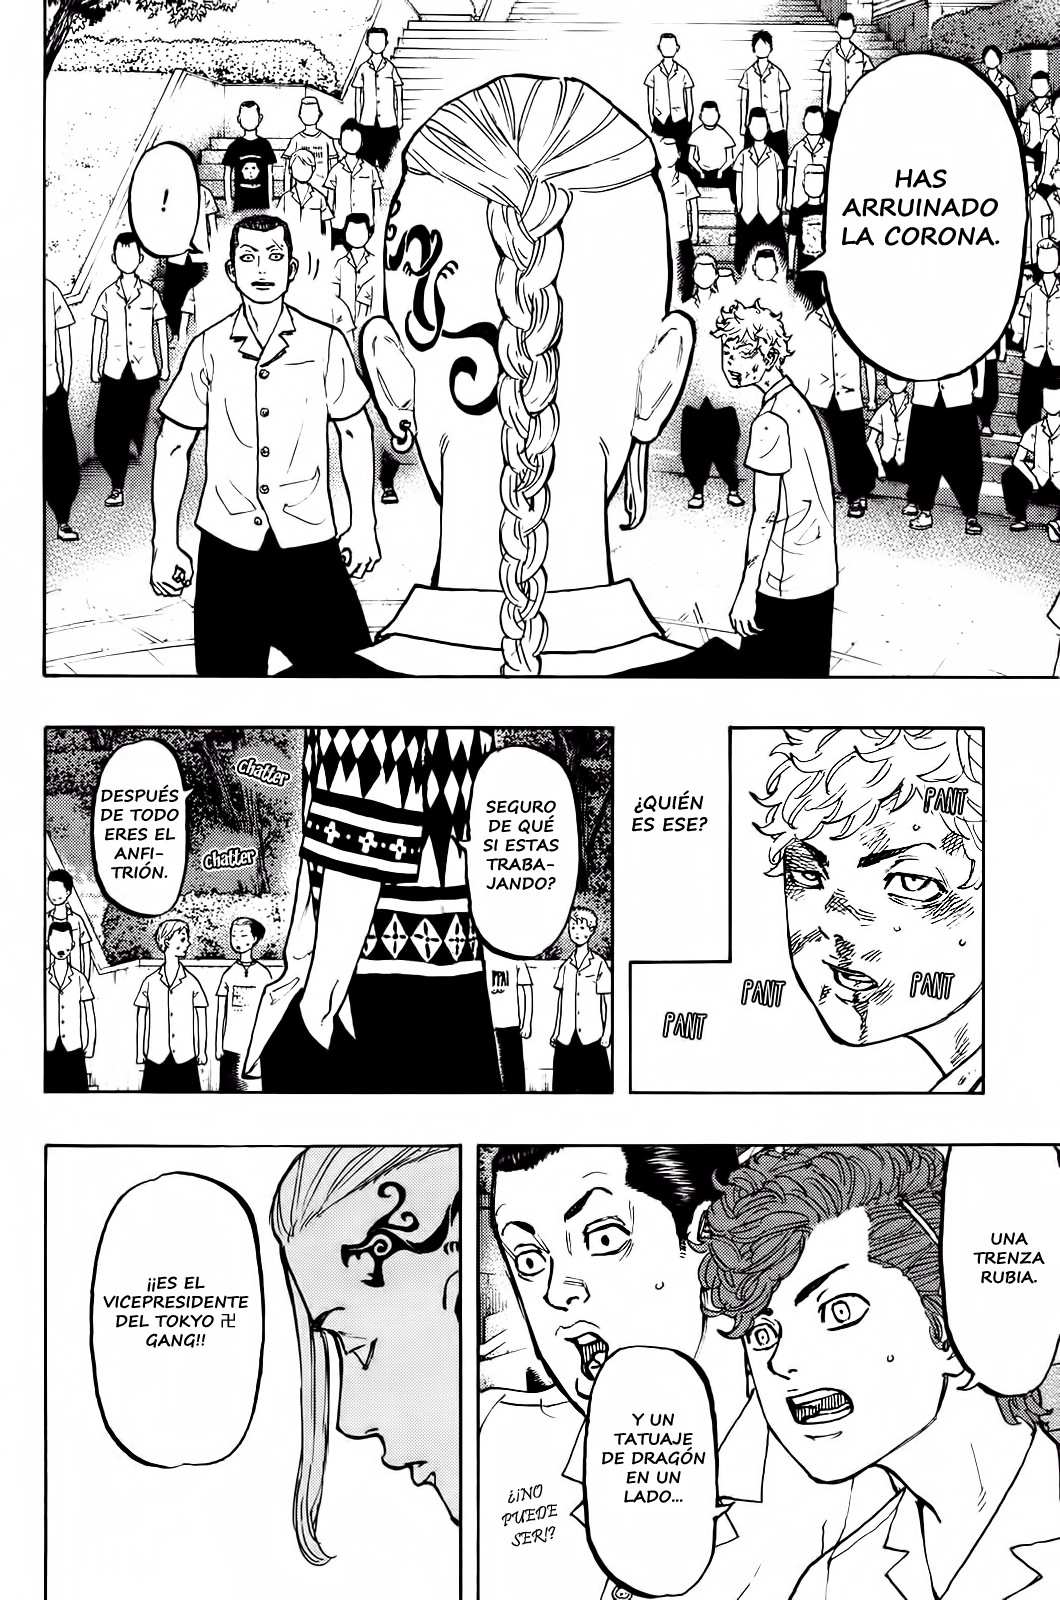 HAS
ARRUINADO
LA CORONA.
!
¿QUIÉN
ES ESE?
PANT
PANT
PANT
PANT
SEGURO
DE QUÉ
SI ESTAS
TRABA-
JANDO?
chatter
chatter
DESPUÉS
DE TODO
ERES EL
ANFI-
TRIÓN.
UNA
TRENZA
RUBIA.
Y UN
TATUAJE
DE DRAGÓN
EN UN
LADO...
¿¡NO
PUEDE
SER!?
¡¡ES EL
VICEPRESIDENTE
DEL TOKYO 卍
GANG!!